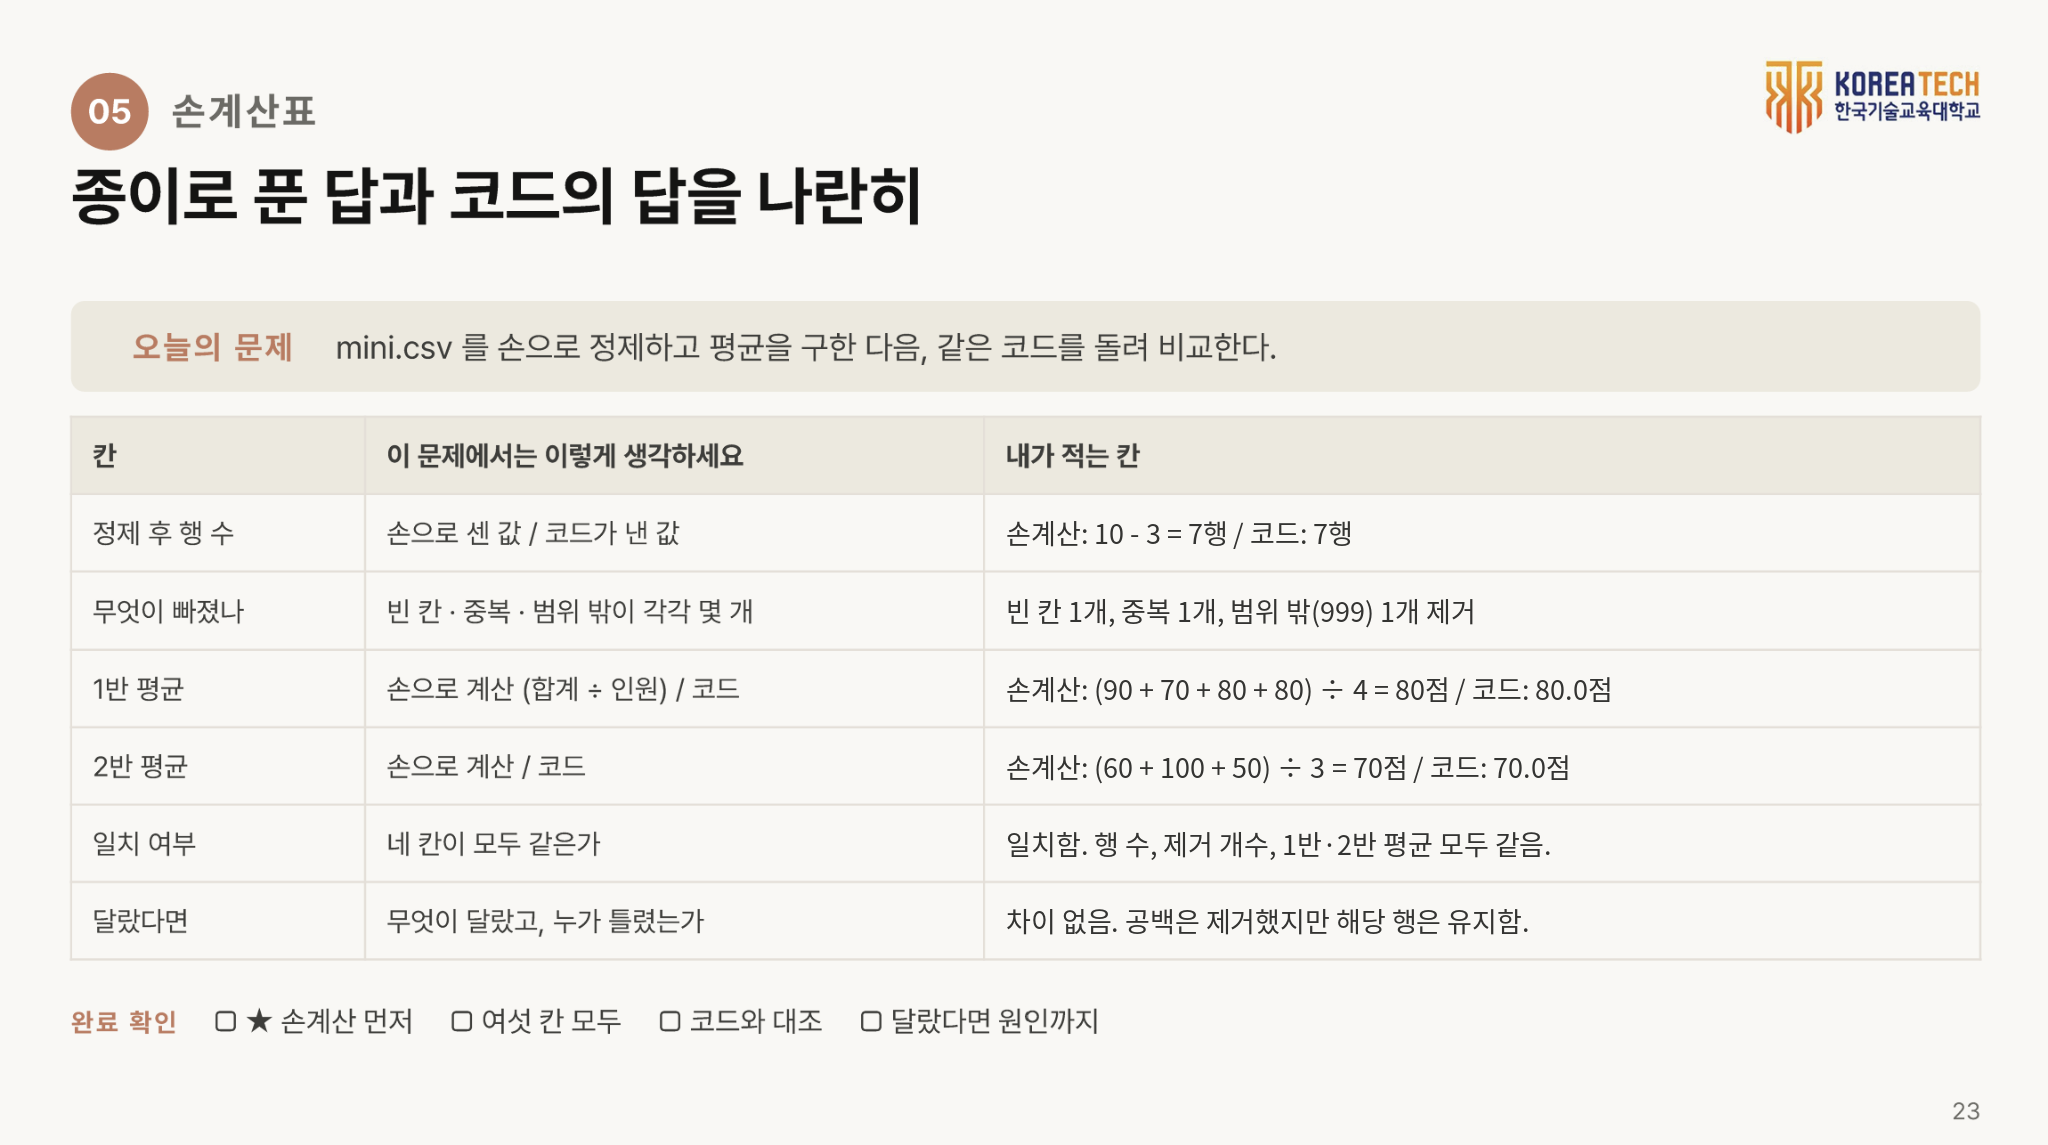 05 손계산표
KOREATECH
한국기술교육대학교
종이로 푼 답과 코드의 답을 나란히
오늘의 문제 mini.csv 를 손으로 정제하고 평균을 구한 다음, 같은 코드를 돌려 비교한다.
칸 이 문제에서는 이렇게 생각하세요 내가 적는 칸
정제 후 행 수 손으로 센 값 / 코드가 낸 값 손계산: 10 - 3 = 7행 / 코드: 7행
무엇이 빠졌나 빈 칸 · 중복 · 범위 밖이 각각 몇 개 빈 칸 1개, 중복 1개, 범위 밖(999) 1개 제거
1반 평균 손으로 계산 (합계 ÷ 인원) / 코드 손계산: (90 + 70 + 80 + 80) ÷ 4 = 80점 / 코드: 80.0점
2반 평균 손으로 계산 / 코드 손계산: (60 + 100 + 50) ÷ 3 = 70점 / 코드: 70.0점
일치 여부 네 칸이 모두 같은가 일치함. 행 수, 제거 개수, 1반·2반 평균 모두 같음.
달랐다면 무엇이 달랐고, 누가 틀렸는가 차이 없음. 공백은 제거했지만 해당 행은 유지함.
완료 확인 ▢ ★ 손계산 먼저 ▢ 여섯 칸 모두 ▢ 코드와 대조 ▢ 달랐다면 원인까지
23